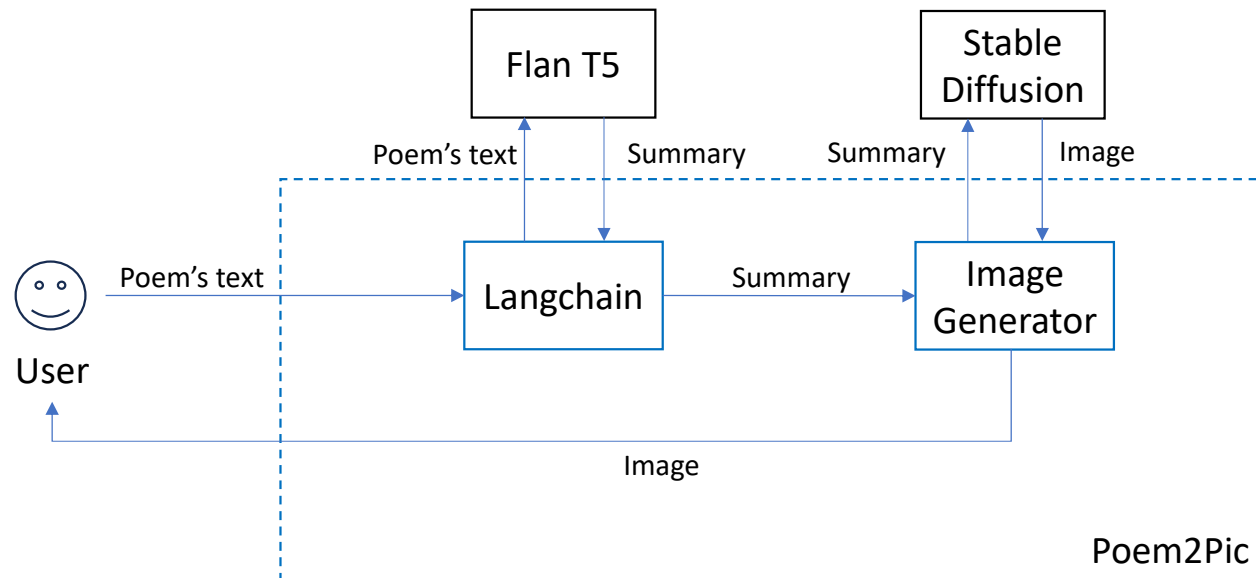 Flan T5
Stable
Diffusion
Poem’s text
Summary
Summary
Image
Poem’s text
Langchain
Summary
Image
Generator
User
Image
Poem2Pic